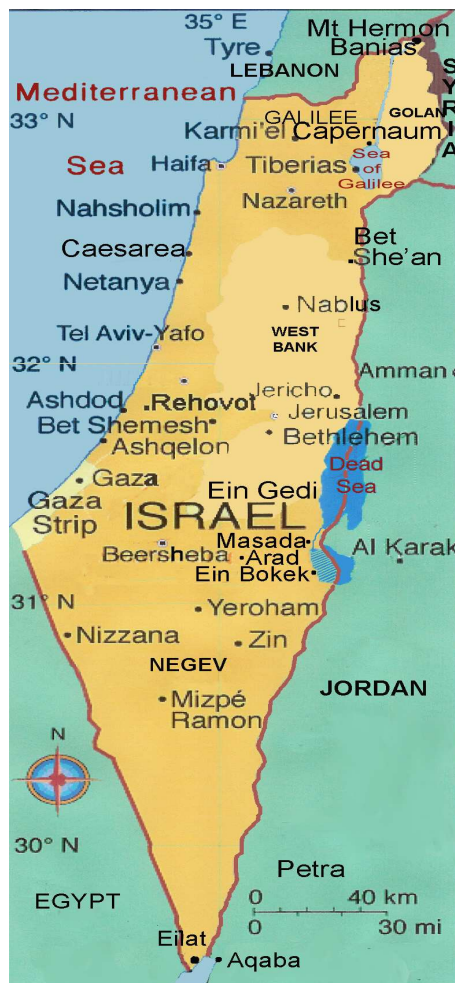 35° E
Mt Hermon
Tyre
Banias
LEBANON
SYRIA
Mediterranean
33° N
GALILEE
GOLAN
Karmi'el
Capernaum
Sea
Haifa
Tiberias
Sea
of
Galilee
Nazareth
Nahsholim
Bet
She'an
Caesarea
Netanya
Nablus
Tel Aviv-Yafo
WEST
BANK
32° N
Amman
Jericho
Ashdod
Rehovot
Jerusalem
Bet Shemesh
Bethlehem
Ashqelon
Dead
Sea
Gaza
Gaza
Strip
Ein Gedi
ISRAEL
Masada
Beersheba
Arad
Al Karak
Ein Bokek
31° N
Yeroham
Nizzana
Zin
NEGEV
JORDAN
Mizpé
Ramon
N
30° N
Petra
EGYPT
0 40 km
0 30 mi
Eilat
Aqaba